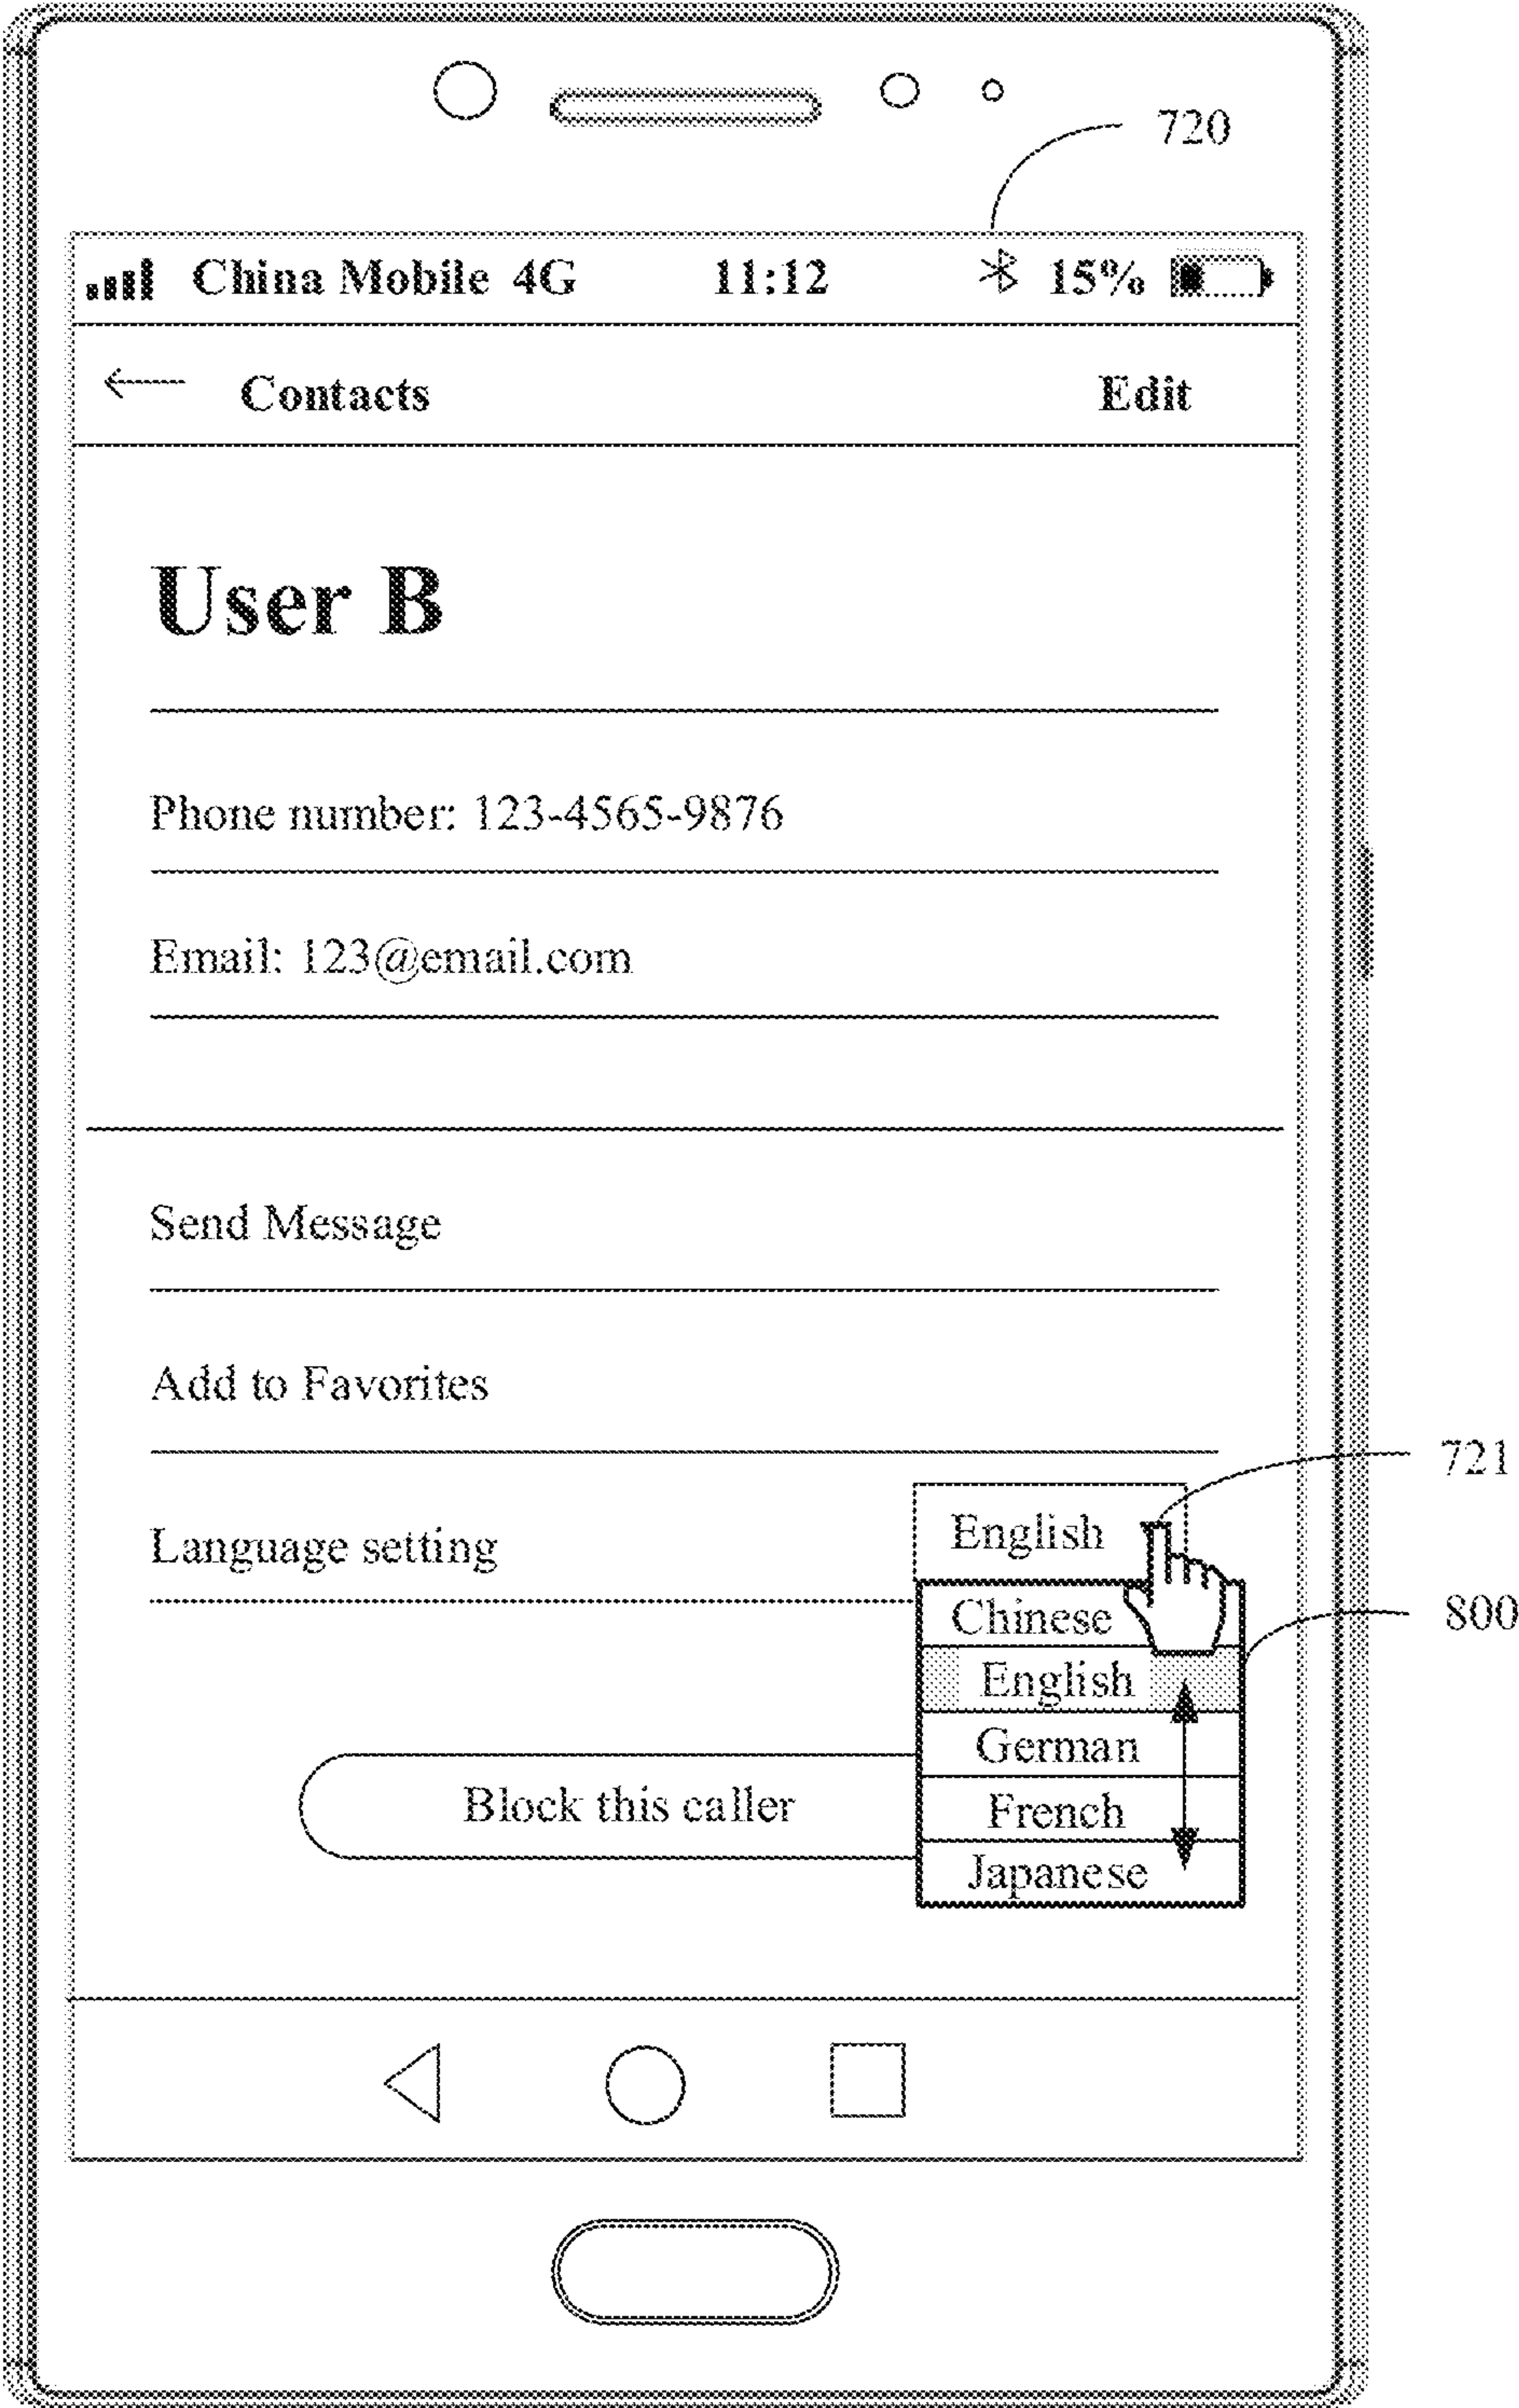 720
China Mobile 4G 11:12 15%
Contacts Edit
User B
Phone number: 123-4565-9876
Email: 123@email.com
Send Message
Add to Favorites
721
Language setting English
800
Chinese
English
German
French
Block this caller
Japanese